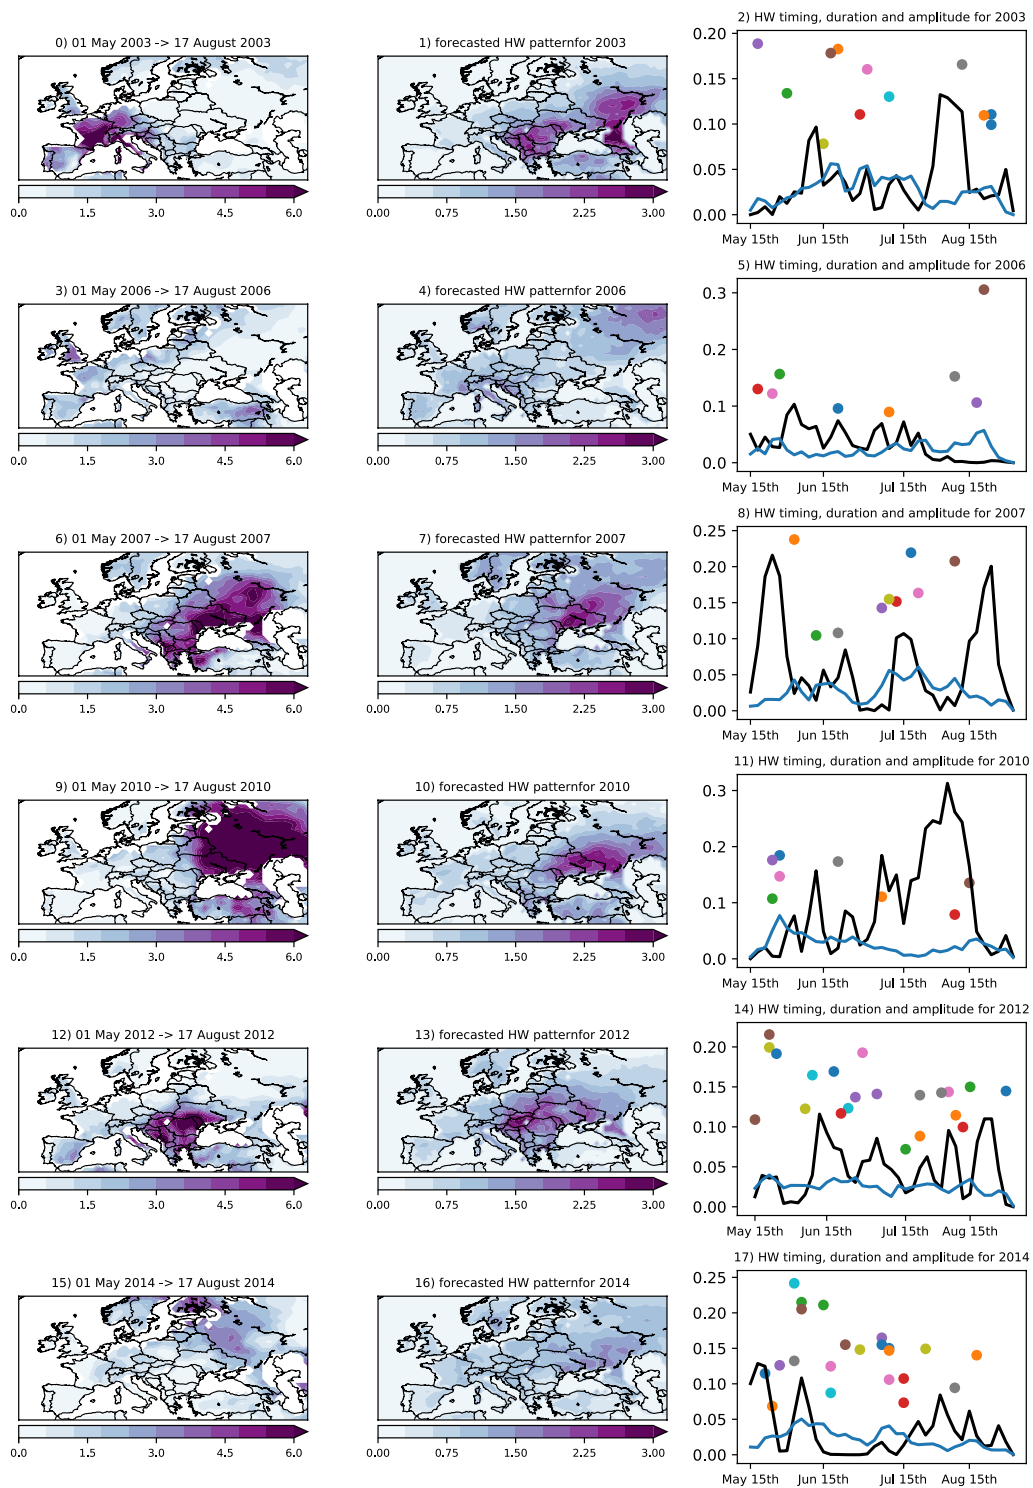 0) 01 May 2003 -> 17 August 2003
0.0 1.5 3.0 4.5 6.0
1) forecasted HW patternfor 2003
0.00 0.75 1.50 2.25 3.00
2) HW timing, duration and amplitude for 2003
0.20
0.15
0.10
0.05
0.00
May 15th Jun 15th Jul 15th Aug 15th
3) 01 May 2006 -> 17 August 2006
0.0 1.5 3.0 4.5 6.0
4) forecasted HW patternfor 2006
0.00 0.75 1.50 2.25 3.00
5) HW timing, duration and amplitude for 2006
0.3
0.2
0.1
0.0
May 15th Jun 15th Jul 15th Aug 15th
6) 01 May 2007 -> 17 August 2007
0.0 1.5 3.0 4.5 6.0
7) forecasted HW patternfor 2007
0.00 0.75 1.50 2.25 3.00
8) HW timing, duration and amplitude for 2007
0.25
0.20
0.15
0.10
0.05
0.00
May 15th Jun 15th Jul 15th Aug 15th
9) 01 May 2010 -> 17 August 2010
0.0 1.5 3.0 4.5 6.0
10) forecasted HW patternfor 2010
0.00 0.75 1.50 2.25 3.00
11) HW timing, duration and amplitude for 2010
0.3
0.2
0.1
0.0
May 15th Jun 15th Jul 15th Aug 15th
12) 01 May 2012 -> 17 August 2012
0.0 1.5 3.0 4.5 6.0
13) forecasted HW patternfor 2012
0.00 0.75 1.50 2.25 3.00
14) HW timing, duration and amplitude for 2012
0.20
0.15
0.10
0.05
0.00
May 15th Jun 15th Jul 15th Aug 15th
15) 01 May 2014 -> 17 August 2014
0.0 1.5 3.0 4.5 6.0
16) forecasted HW patternfor 2014
0.00 0.75 1.50 2.25 3.00
17) HW timing, duration and amplitude for 2014
0.25
0.20
0.15
0.10
0.05
0.00
May 15th Jun 15th Jul 15th Aug 15th